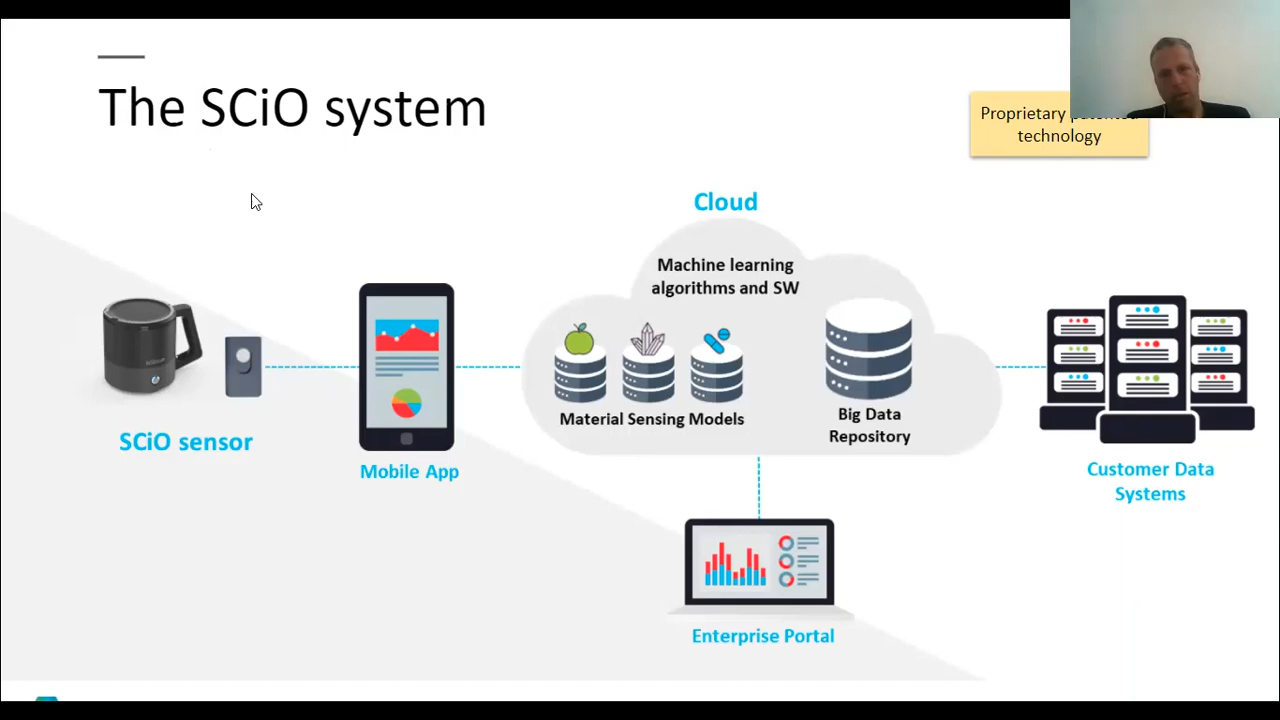 The SCiO system
Proprietary patented
technology
Cloud
Machine learning
algorithms and SW
Material Sensing Models
Big Data
Repository
SCiO sensor
Mobile App
Customer Data
Systems
Enterprise Portal